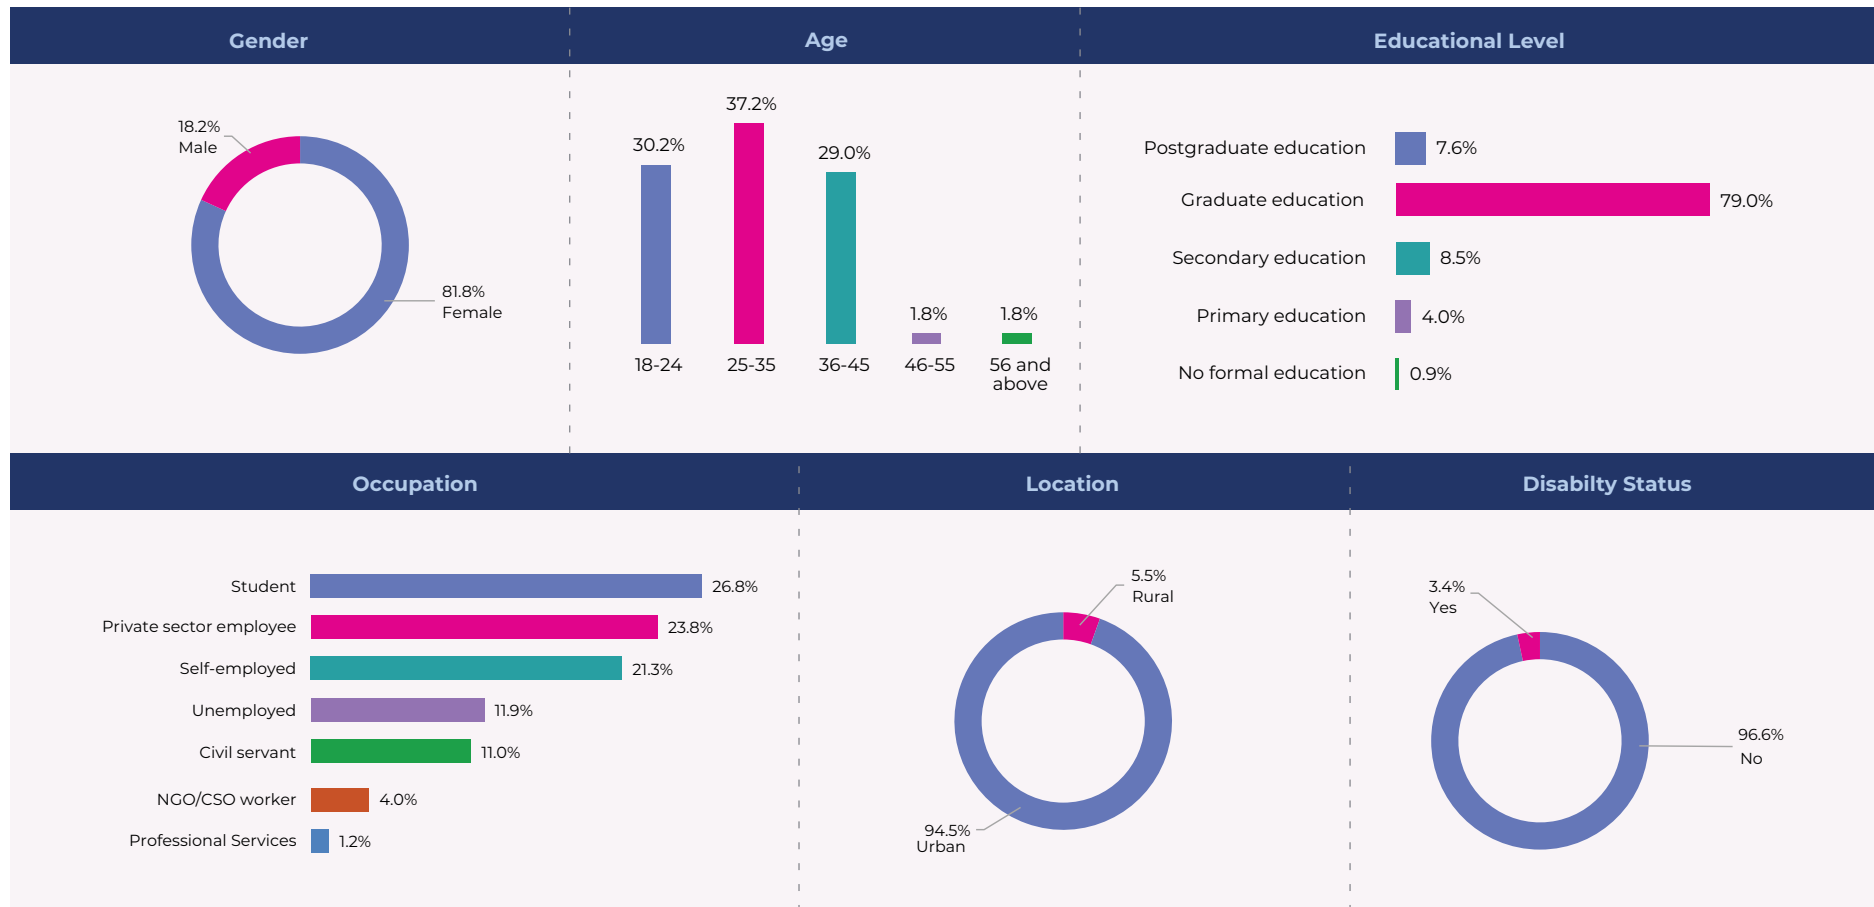 Gender
18.2%
Male
81.8%
Female
Age
37.2%
30.2%
29.0%
1.8%
1.8%
18-24
25-35
36-45
46-55
56 and
above
Educational Level
Postgraduate education 7.6%
Graduate education 79.0%
Secondary education 8.5%
Primary education 4.0%
No formal education 0.9%
Occupation
Student 26.8%
Private sector employee 23.8%
Self-employed 21.3%
Unemployed 11.9%
Civil servant 11.0%
NGO/CSO worker 4.0%
Professional Services 1.2%
Location
5.5%
Rural
94.5%
Urban
Disabilty Status
3.4%
Yes
96.6%
No